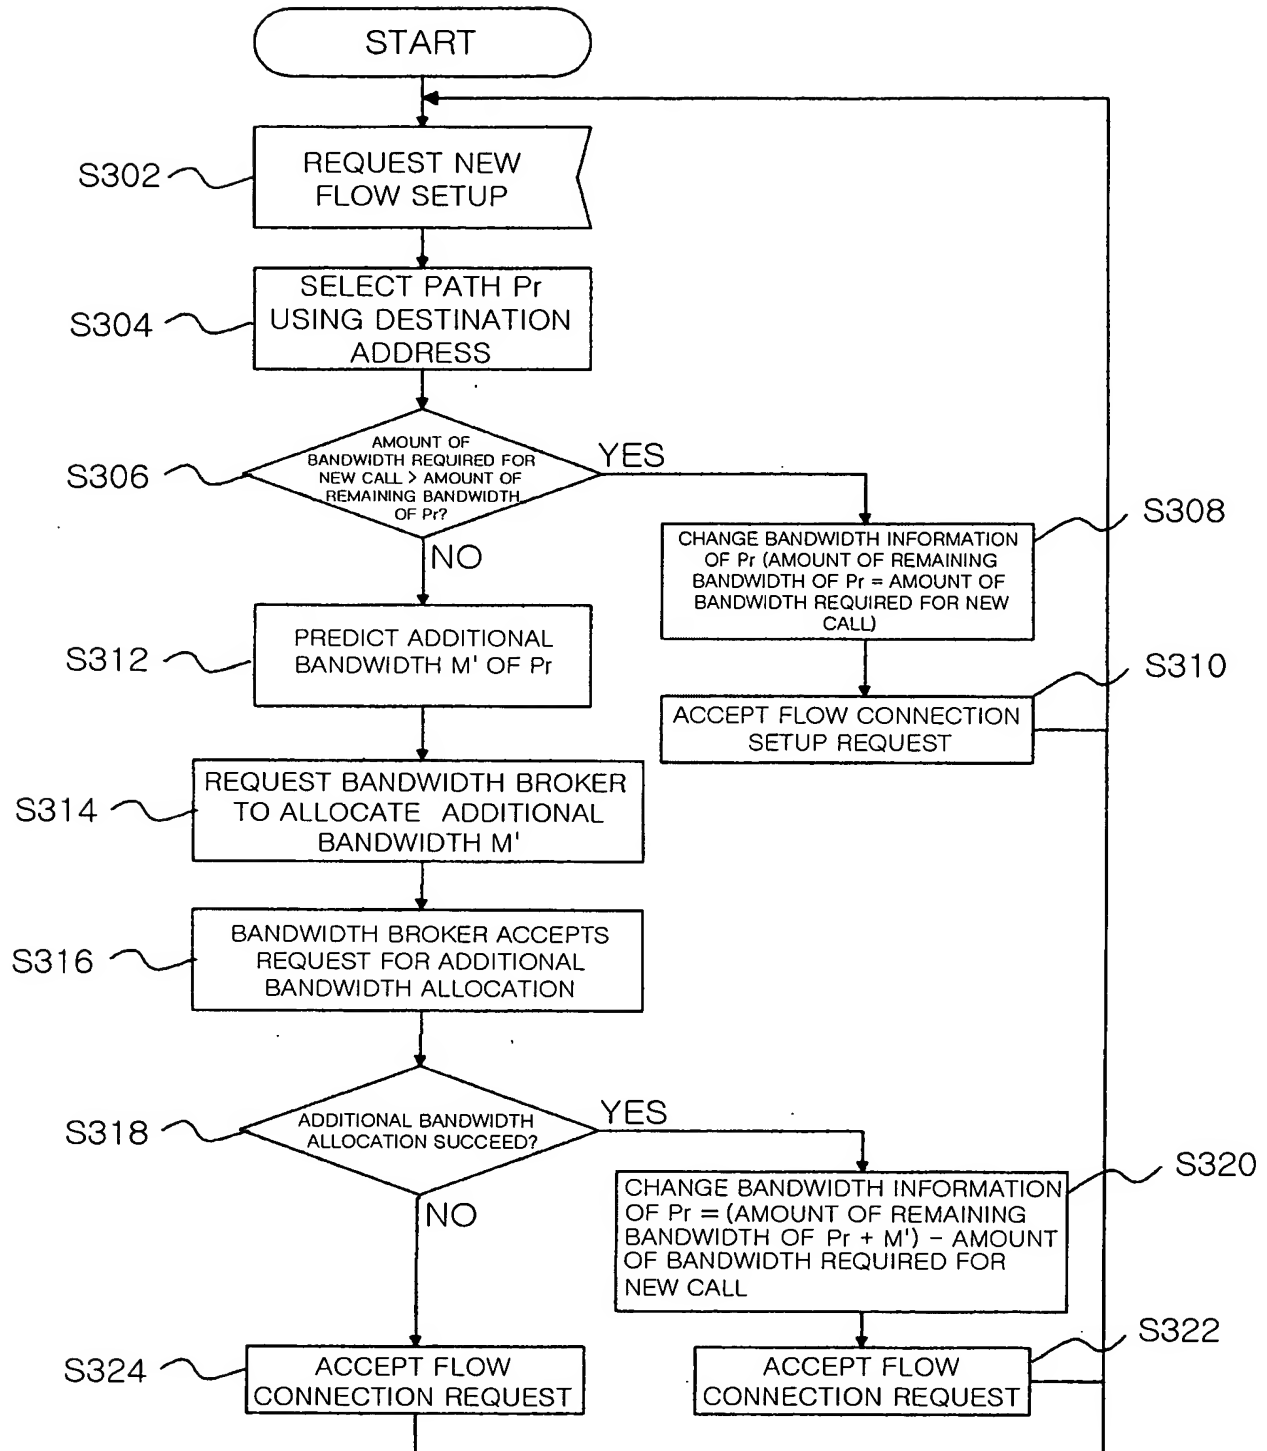 START
S302
REQUEST NEW
FLOW SETUP
S304
SELECT PATH Pr
USING DESTINATION
ADDRESS
S306
AMOUNT OF
BANDWIDTH REQUIRED FOR
NEW CALL > AMOUNT OF
REMAINING BANDWIDTH
OF Pr?
YES
NO
S308
CHANGE BANDWIDTH INFORMATION
OF Pr (AMOUNT OF REMAINING
BANDWIDTH OF Pr = AMOUNT OF
BANDWIDTH REQUIRED FOR NEW
CALL)
S310
ACCEPT FLOW CONNECTION
SETUP REQUEST
S312
PREDICT ADDITIONAL
BANDWIDTH M' OF Pr
S314
REQUEST BANDWIDTH BROKER
TO ALLOCATE ADDITIONAL
BANDWIDTH M'
S316
BANDWIDTH BROKER ACCEPTS
REQUEST FOR ADDITIONAL
BANDWIDTH ALLOCATION
S318
ADDITIONAL BANDWIDTH
ALLOCATION SUCCEED?
YES
NO
S320
CHANGE BANDWIDTH INFORMATION
OF Pr = (AMOUNT OF REMAINING
BANDWIDTH OF Pr + M') – AMOUNT
OF BANDWIDTH REQUIRED FOR
NEW CALL
S322
ACCEPT FLOW
CONNECTION REQUEST
S324
ACCEPT FLOW
CONNECTION REQUEST